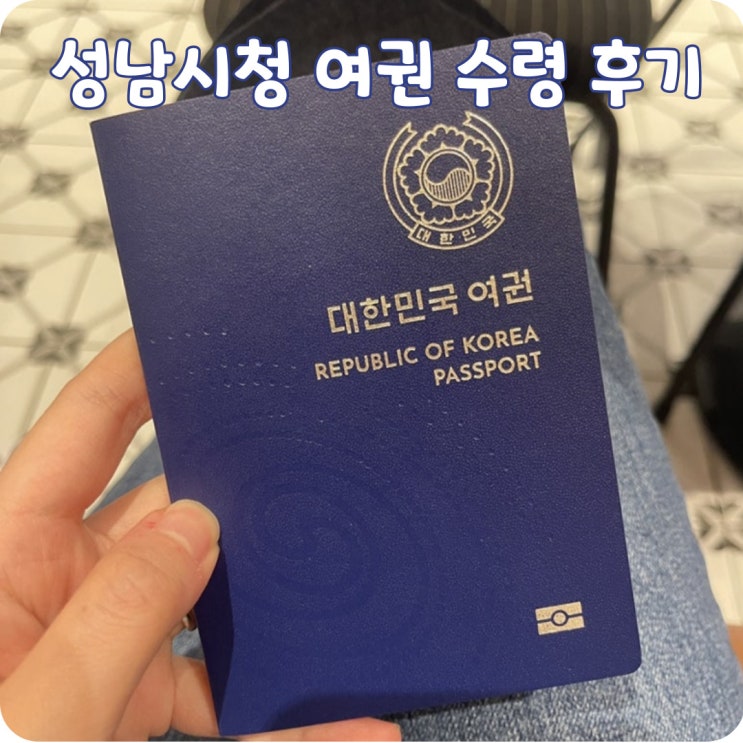 성남시청 여권 수령 후기
대한민국
대한민국 여권
REPUBLIC OF KOREA
PASSPORT